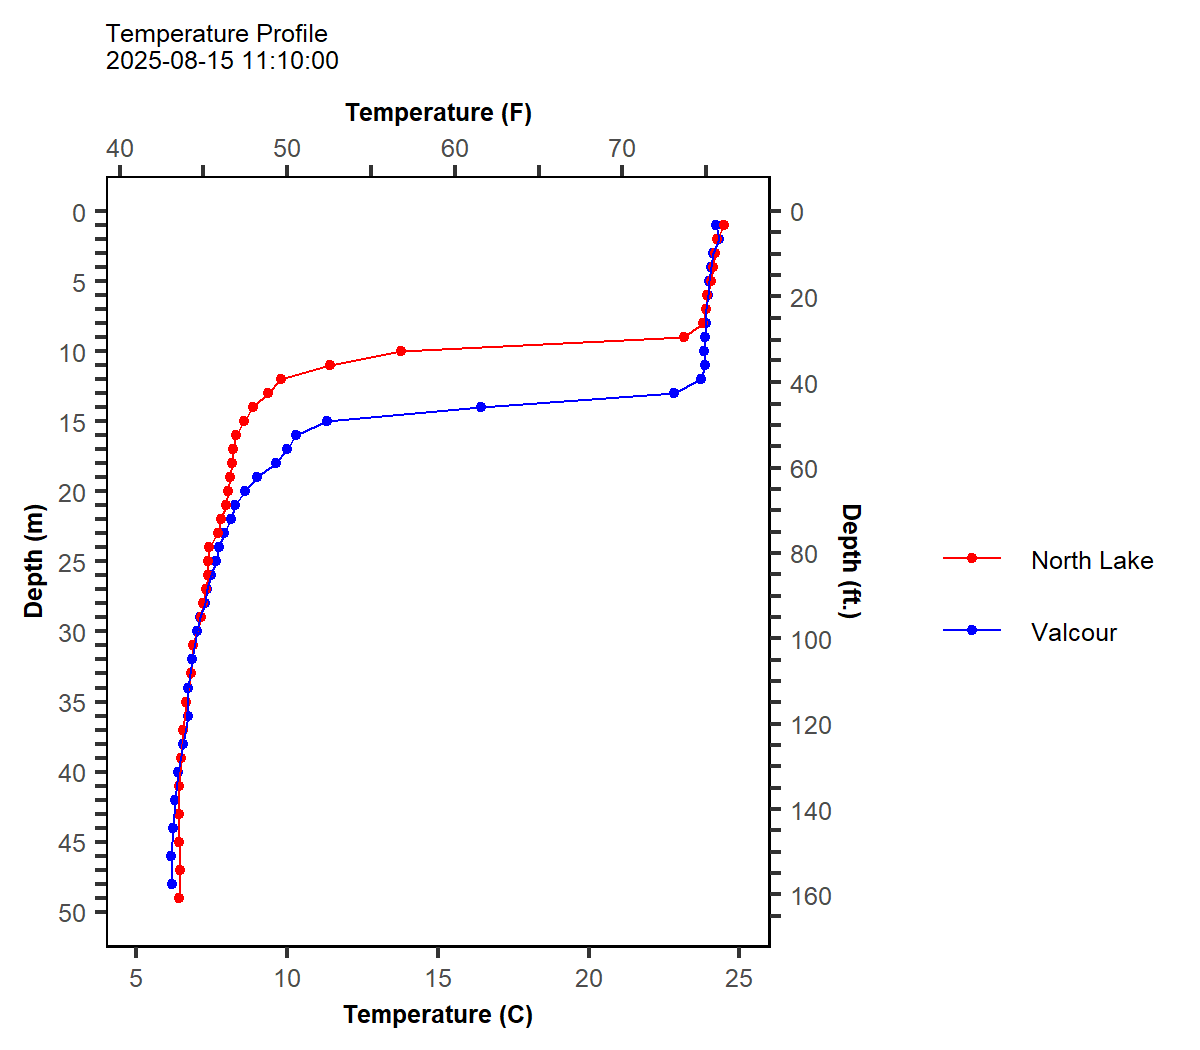 Temperature Profile
2025-08-15 11:10:00
Temperature (F)
40 50 60 70
0
5
10
15
20
25
30
35
40
45
50
Depth (m)
0
20
40
60
80
100
120
140
160
Depth (ft.)
North Lake
Valcour
5 10 15 20 25
Temperature (C)